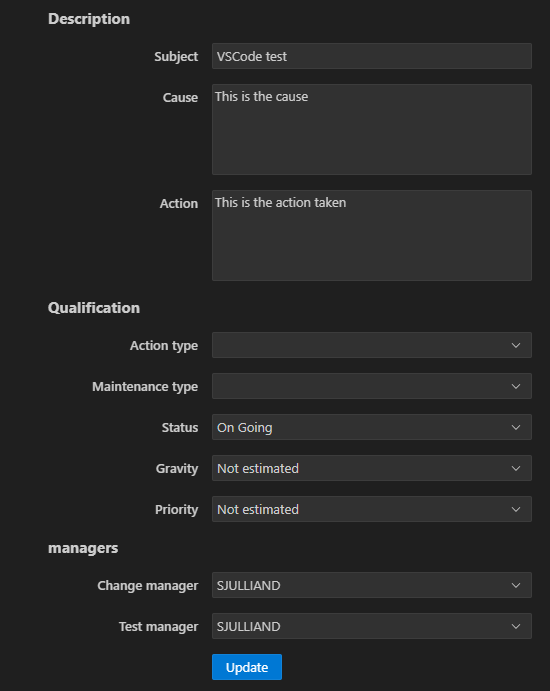 Description
Subject VSCode test
Cause This is the cause
Action This is the action taken
Qualification
Action type
Maintenance type
Status On Going
Gravity Not estimated
Priority Not estimated
managers
Change manager SJULLIAND
Test manager SJULLIAND
Update